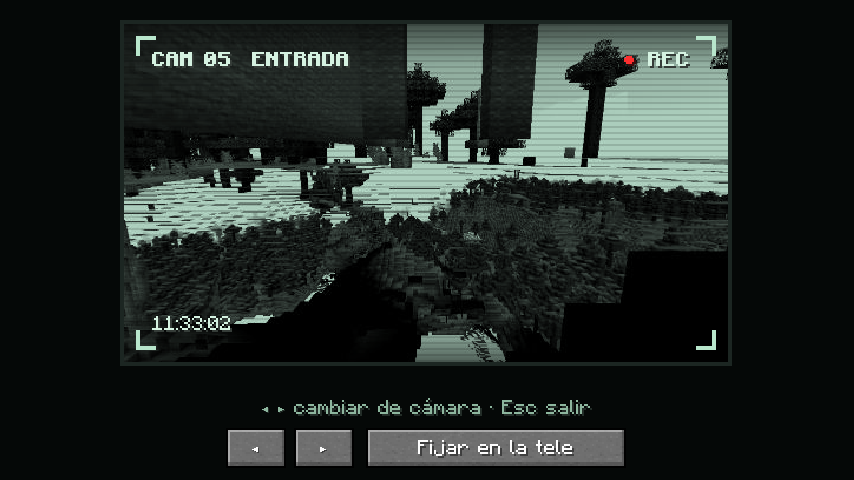 CAM 05 ENTRADA
REC
11:33:02
◂ ▸ cambiar de cámara · Esc salir
◂
▸
Fijar en la tele